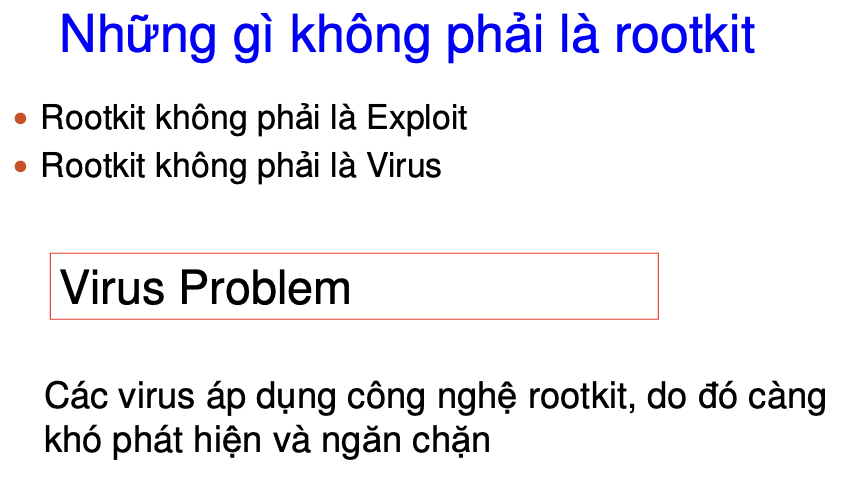 Những gì không phải là rootkit
• Rootkit không phải là Exploit
• Rootkit không phải là Virus
Virus Problem
Các virus áp dụng công nghệ rootkit, do đó càng
khó phát hiện và ngăn chặn